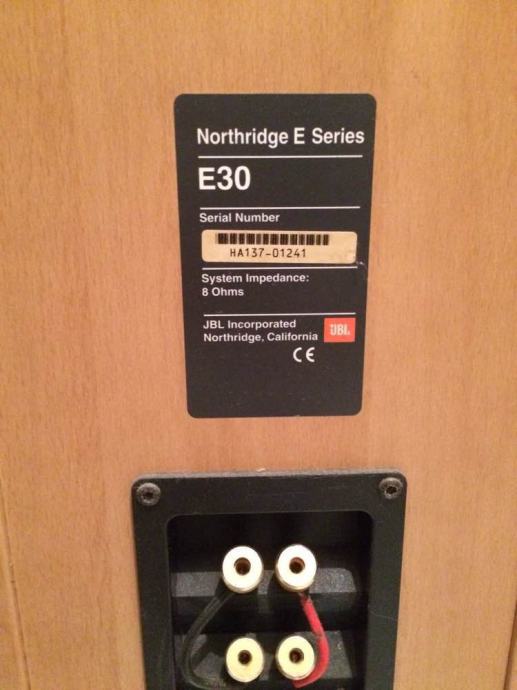 Northridge E Series
E30
Serial Number
HA137-01241
System Impedance:
8 Ohms
JBL Incorporated
Northridge, California
JBL
CE